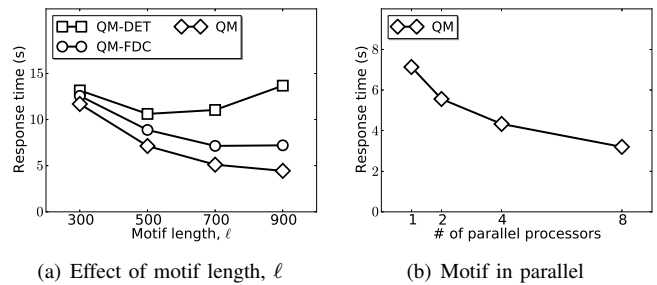 QM-DET
QM
QM-FDC
Response time (s)
15
10
5
0
300 500 700 900
Motif length, ℓ
(a) Effect of motif length, ℓ
QM
Response time (s)
8
6
4
2
0
1 2 4 8
# of parallel processors
(b) Motif in parallel